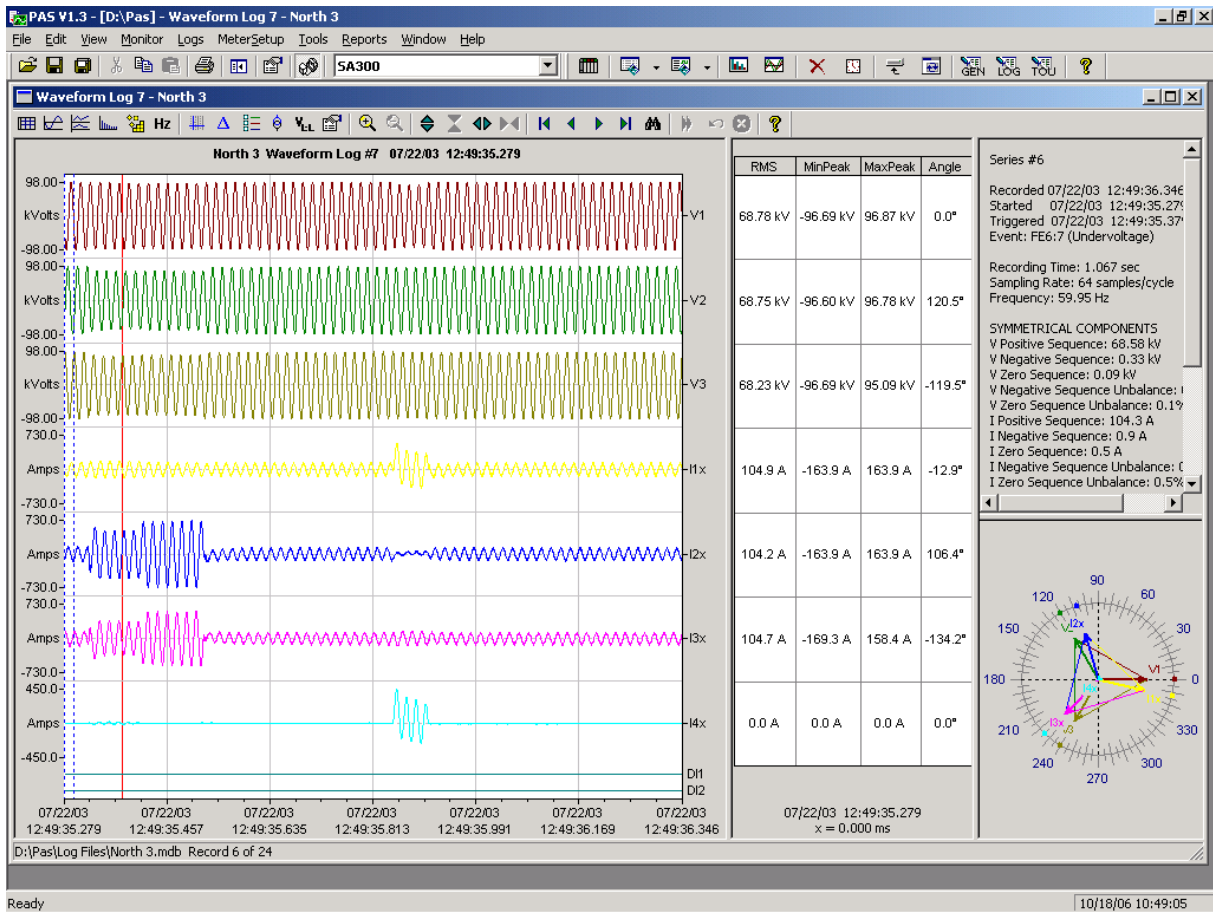 PAS V1.3 - [D:\Pas] - Waveform Log 7 - North 3
File Edit View Monitor Logs MeterSetup Tools Reports Window Help
SA300
GEN LOG TOU
Waveform Log 7 - North 3
Hz V L-L
North 3 Waveform Log #7 07/22/03 12:49:35.279
98.00
kVolts
-98.00
V1
98.00
kVolts
-98.00
V2
98.00
kVolts
-98.00
V3
730.0
Amps
-730.0
I1x
730.0
Amps
-730.0
I2x
730.0
Amps
-730.0
I3x
450.0
Amps
-450.0
I4x
DI1
DI2
07/22/03 07/22/03 07/22/03 07/22/03 07/22/03 07/22/03 07/22/03
12:49:35.279 12:49:35.457 12:49:35.635 12:49:35.813 12:49:35.991 12:49:36.169 12:49:36.346
RMS MinPeak MaxPeak Angle
68.78 kV -96.69 kV 96.87 kV 0.0°
68.75 kV -96.60 kV 96.78 kV 120.5°
68.23 kV -96.69 kV 95.09 kV -119.5°
104.9 A -163.9 A 163.9 A -12.9°
104.2 A -163.9 A 163.9 A 106.4°
104.7 A -169.3 A 158.4 A -134.2°
0.0 A 0.0 A 0.0 A 0.0°
07/22/03 12:49:35.279
x = 0.000 ms
Series #6
Recorded 07/22/03 12:49:36.346
Started 07/22/03 12:49:35.279
Triggered 07/22/03 12:49:35.37
Event: FE6:7 (Undervoltage)
Recording Time: 1.067 sec
Sampling Rate: 64 samples/cycle
Frequency: 59.95 Hz
SYMMETRICAL COMPONENTS
V Positive Sequence: 68.58 kV
V Negative Sequence: 0.33 kV
V Zero Sequence: 0.09 kV
V Negative Sequence Unbalance:
V Zero Sequence Unbalance: 0.1%
I Positive Sequence: 104.3 A
I Negative Sequence: 0.9 A
I Zero Sequence: 0.5 A
I Negative Sequence Unbalance:
I Zero Sequence Unbalance: 0.5%
90
120 60
150 30
180 0
210 330
240 300
270
I2x
V1
I4x
I1x
I3x
V3
D:\Pas\Log Files\North 3.mdb Record 6 of 24
Ready
10/18/06 10:49:05